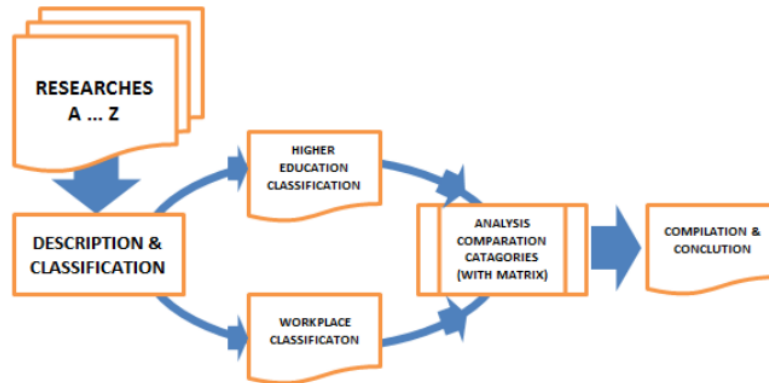 RESEARCHES
A ... Z
DESCRIPTION &
CLASSIFICATION
HIGHER
EDUCATION
CLASSIFICATION
WORKPLACE
CLASSIFICATON
ANALYSIS
COMPARATION
CATAGORIES
(WITH MATRIX)
COMPILATION &
CONCLUTION